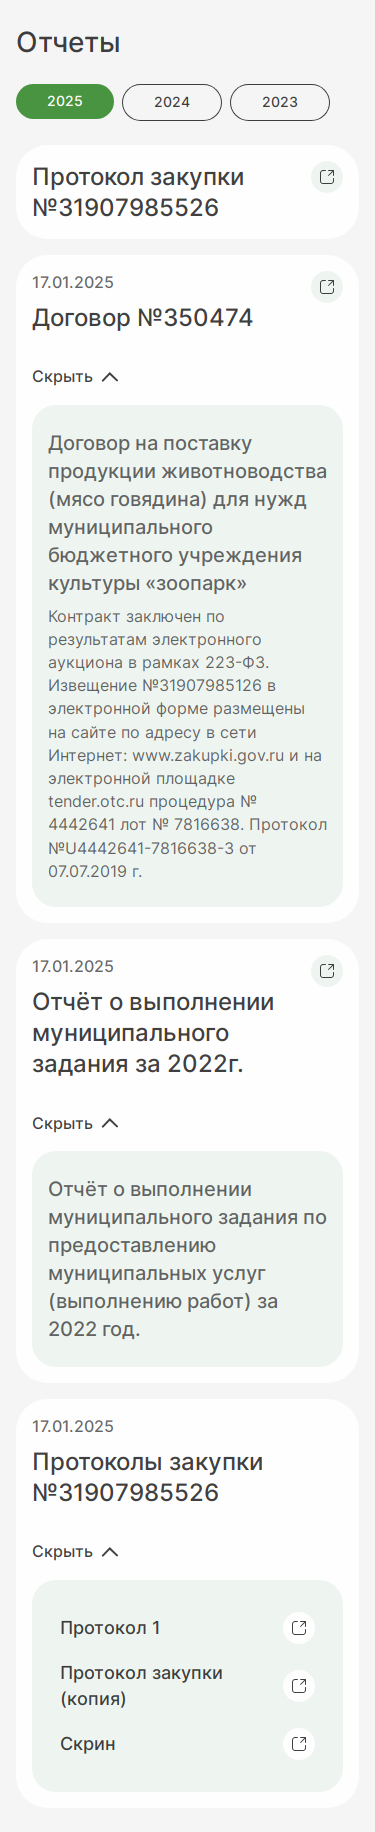 Отчеты
2025 2024 2023
Протокол закупки
№31907985526
17.01.2025
Договор №350474
Скрыть
Договор на поставку
продукции животноводства
(мясо говядина) для нужд
муниципального
бюджетного учреждения
культуры «зоопарк»
Контракт заключен по
результатам электронного
аукциона в рамках 223-ФЗ.
Извещение №31907985126 в
электронной форме размещены
на сайте по адресу в сети
Интернет: www.zakupki.gov.ru и на
электронной площадке
tender.otc.ru процедура №
4442641 лот № 7816638. Протокол
№U4442641-7816638-3 от
07.07.2019 г.
17.01.2025
Отчёт о выполнении
муниципального
задания за 2022г.
Скрыть
Отчёт о выполнении
муниципального задания по
предоставлению
муниципальных услуг
(выполнению работ) за
2022 год.
17.01.2025
Протоколы закупки
№31907985526
Скрыть
Протокол 1
Протокол закупки
(копия)
Скрин